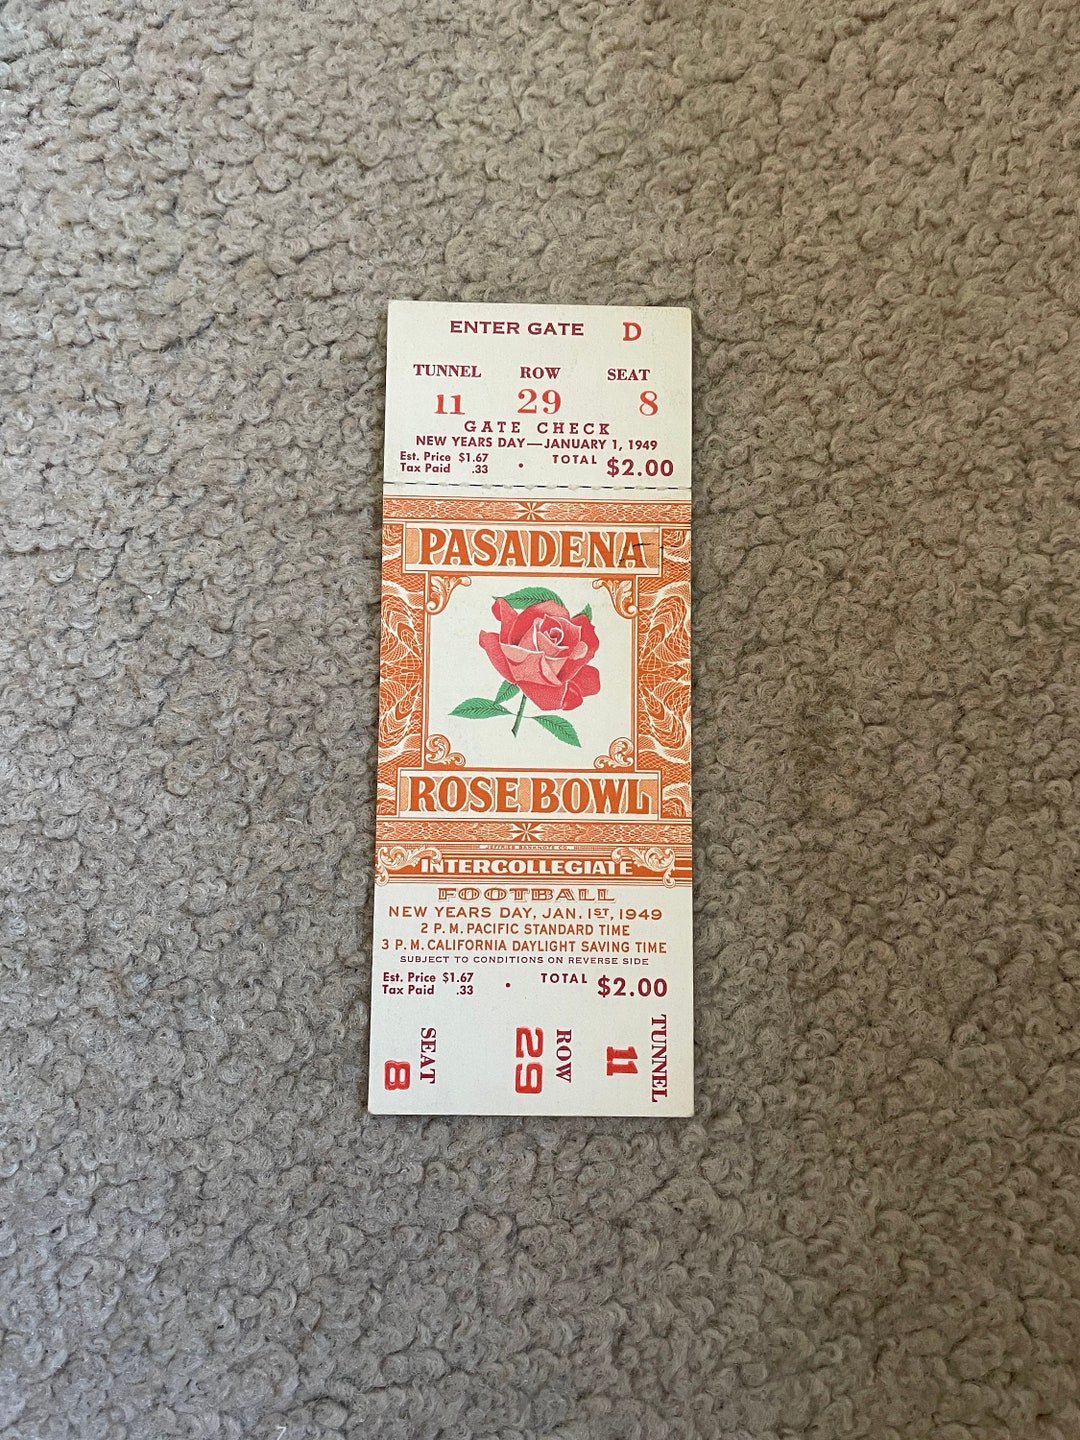 ENTER GATE D
TUNNEL ROW SEAT
11 29 8
GATE CHECK
NEW YEARS DAY—JANUARY 1, 1949
Est. Price $1.67 • TOTAL $2.00
Tax Paid .33
PASADENA
ROSE BOWL
JEFFRIES BANKNOTE CO.
INTERCOLLEGIATE
FOOTBALL
NEW YEARS DAY, JAN. 1ST, 1949
2 P.M. PACIFIC STANDARD TIME
3 P.M. CALIFORNIA DAYLIGHT SAVING TIME
SUBJECT TO CONDITIONS ON REVERSE SIDE
Est. Price $1.67 • TOTAL $2.00
Tax Paid .33
TUNNEL 11
ROW 29
SEAT 8